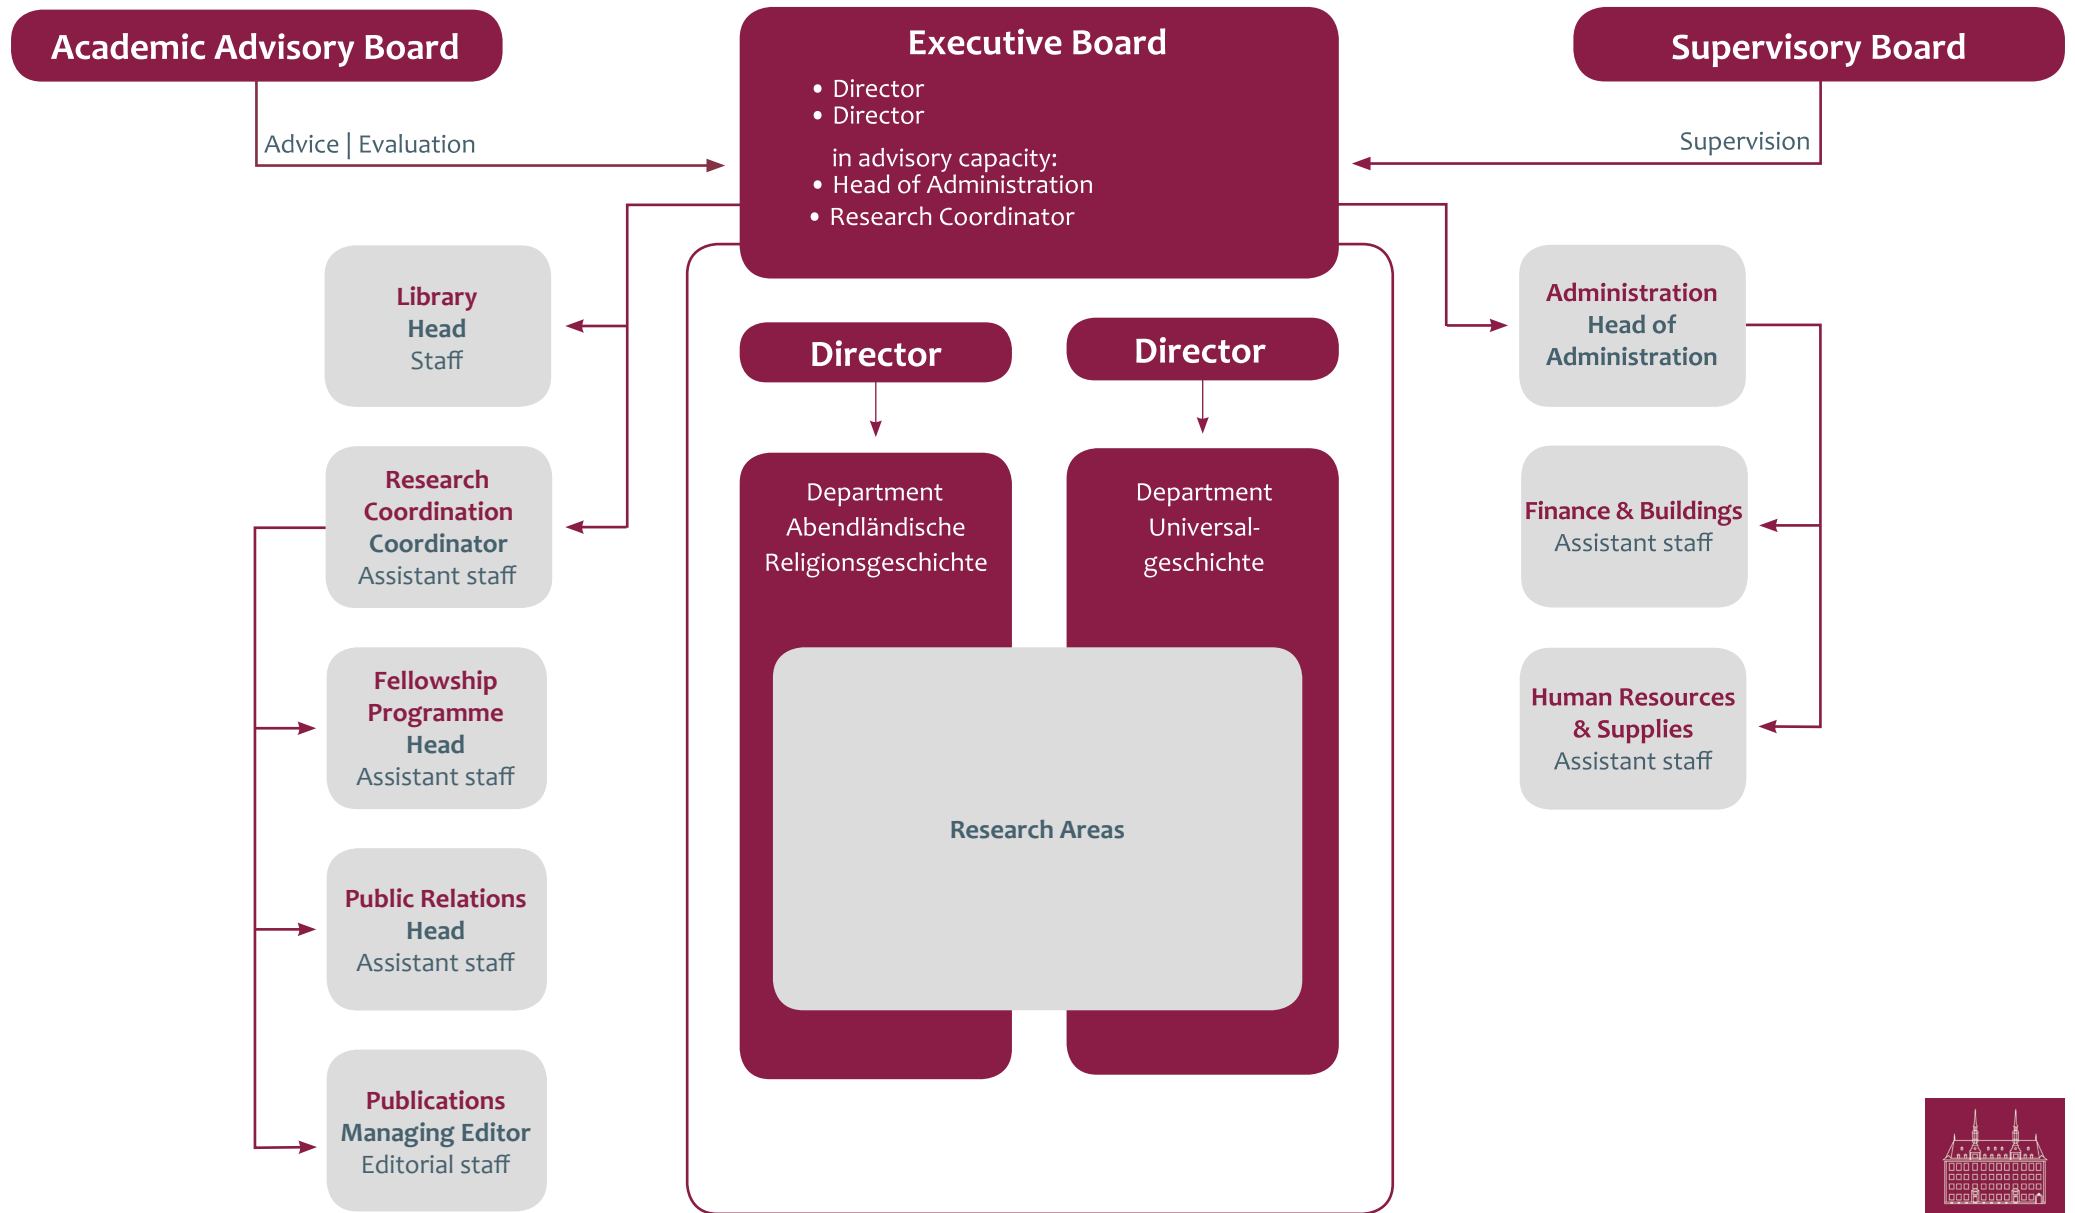 Academic Advisory Board
Advice | Evaluation
Executive Board
• Director
• Director
in advisory capacity:
• Head of Administration
• Research Coordinator
Supervisory Board
Supervision
Library
Head
Staff
Research
Coordination
Coordinator
Assistant staff
Fellowship
Programme
Head
Assistant staff
Public Relations
Head
Assistant staff
Publications
Managing Editor
Editorial staff
Director
Department
Abendländische
Religionsgeschichte
Director
Department
Universal-
geschichte
Research Areas
Administration
Head of
Administration
Finance & Buildings
Assistant staff
Human Resources
& Supplies
Assistant staff